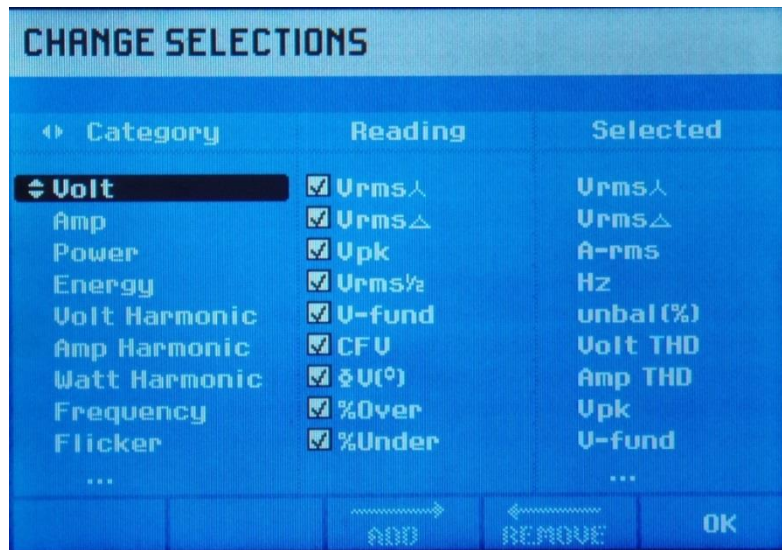 CHANGE SELECTIONS
Category Reading Selected
Volt Vrms⅄ Vrms⅄
Amp Vrms△ Vrms△
Power Vpk A-rms
Energy Vrms½ Hz
Volt Harmonic V-fund unbal(%)
Amp Harmonic CFV Volt THD
Watt Harmonic ΦV(º) Amp THD
Frequency %Over Vpk
Flicker %Under V-fund
... ...
ADD REMOVE OK